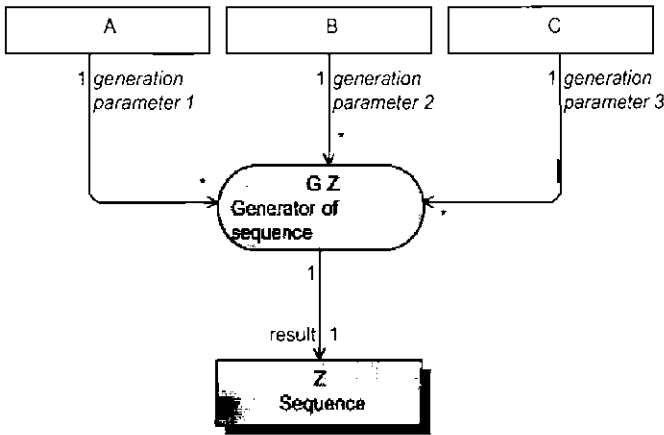 A
B
C
1 generation
parameter 1
1 generation
parameter 2
1 generation
parameter 3
*
*
*
G Z
Generator of
sequence
1
result 1
Z
Sequence